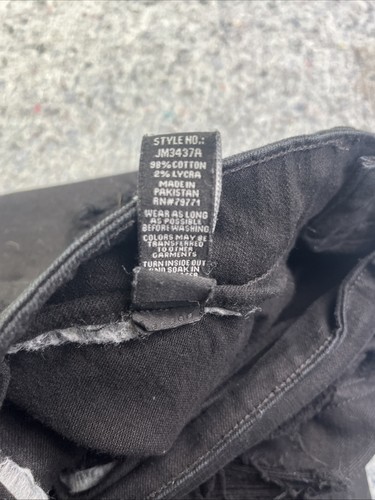 STYLE NO.:
JM3437A
98% COTTON
2% LYCRA
MADE IN
PAKISTAN
RN#79771
WEAR AS LONG
AS POSSIBLE
BEFORE WASHING
COLORS MAY BE
TRANSFERRED
TO OTHER
GARMENTS
TURN INSIDE OUT
AND SOAK IN